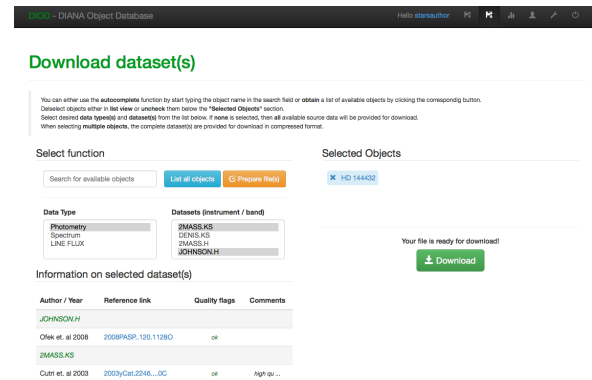 DIOD - DIANA Object Database
Hello starsauthor
Download dataset(s)
You can either use the autocomplete function by start typing the object name in the search field or obtain a list of available objects by clicking the correspondig button.
Delselect objects either in list view or uncheck them below the "Selected Objects" section.
Select desired data types(s) and dataset(s) from the list below. If none is selected, then all available source data will be provided for download.
When selecting multiple objects, the complete dataset(s) are provided for download in compressed format.
Select function
Search for available objects
List all objects
Prepare file(s)
Data Type
Photometry
Spectrum
LINE FLUX
Datasets (instrument / band)
2MASS.KS
DENIS.KS
2MASS.H
JOHNSON.H
Selected Objects
HD 144432
Your file is ready for download!
Download
Information on selected dataset(s)
Author / Year Reference link Quality flags Comments
JOHNSON.H
Ofek et. al 2008 2008PASP..120.1128O ok
2MASS.KS
Cutri et. al 2003 2003yCat.2246....0C ok high qu ...